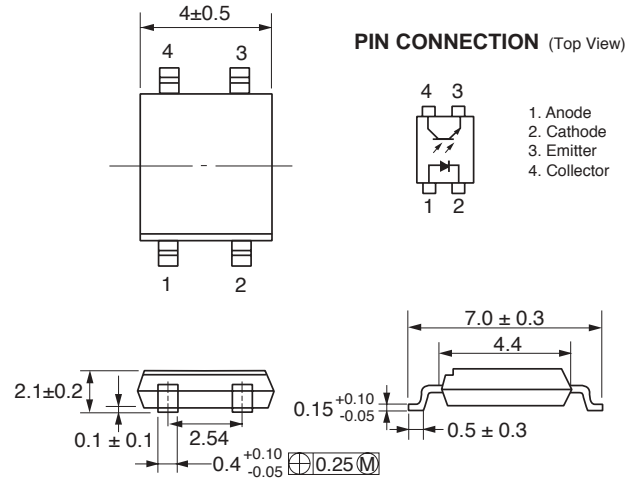 4±0.5
4 3
1 2
PIN CONNECTION (Top View)
4 3
1 2
1. Anode
2. Cathode
3. Emitter
4. Collector
2.1±0.2
0.1 ± 0.1
2.54
0.4 +0.10 -0.05 ⌖ 0.25 Ⓜ
7.0 ± 0.3
4.4
0.15 +0.10 -0.05
0.5 ± 0.3